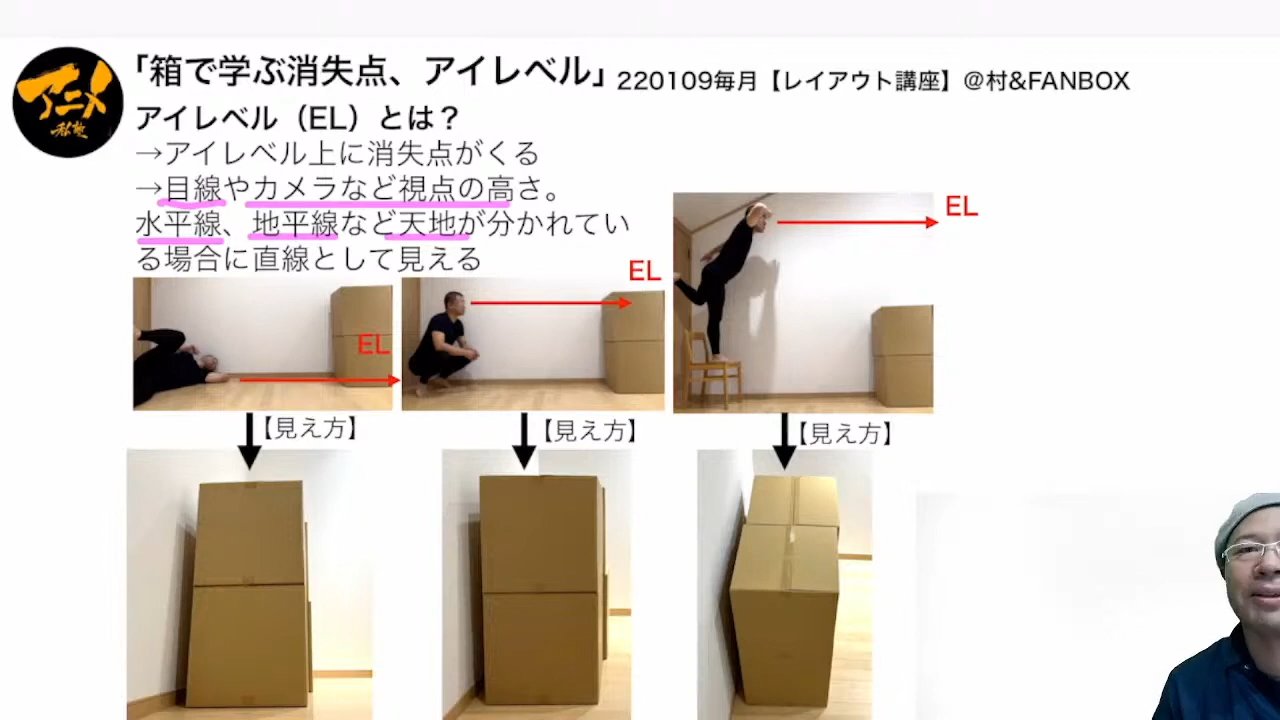 アニメ
私塾
「箱で学ぶ消失点、アイレベル」220109毎月【レイアウト講座】@村&FANBOX
アイレベル（EL）とは？
→アイレベル上に消失点がくる
→目線やカメラなど視点の高さ。
水平線、地平線など天地が分かれてい
る場合に直線として見える
EL
EL
EL
【見え方】
【見え方】
【見え方】